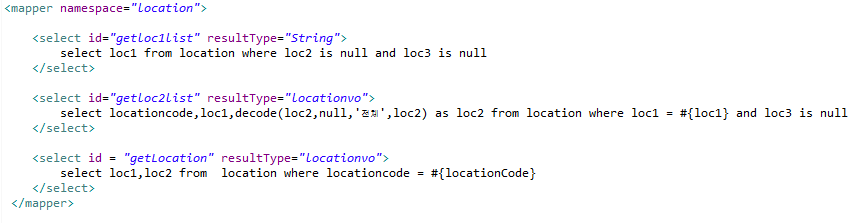 <mapper namespace="location">
<select id="getloc1list" resultType="String">
select loc1 from location where loc2 is null and loc3 is null
</select>
<select id="getloc2list" resultType="locationvo">
select locationcode,loc1,decode(loc2,null,'전체',loc2) as loc2 from location where loc1 = #{loc1} and loc3 is null
</select>
<select id = "getLocation" resultType="locationvo">
select loc1,loc2 from  location where locationcode = #{locationCode}
</select>
</mapper>